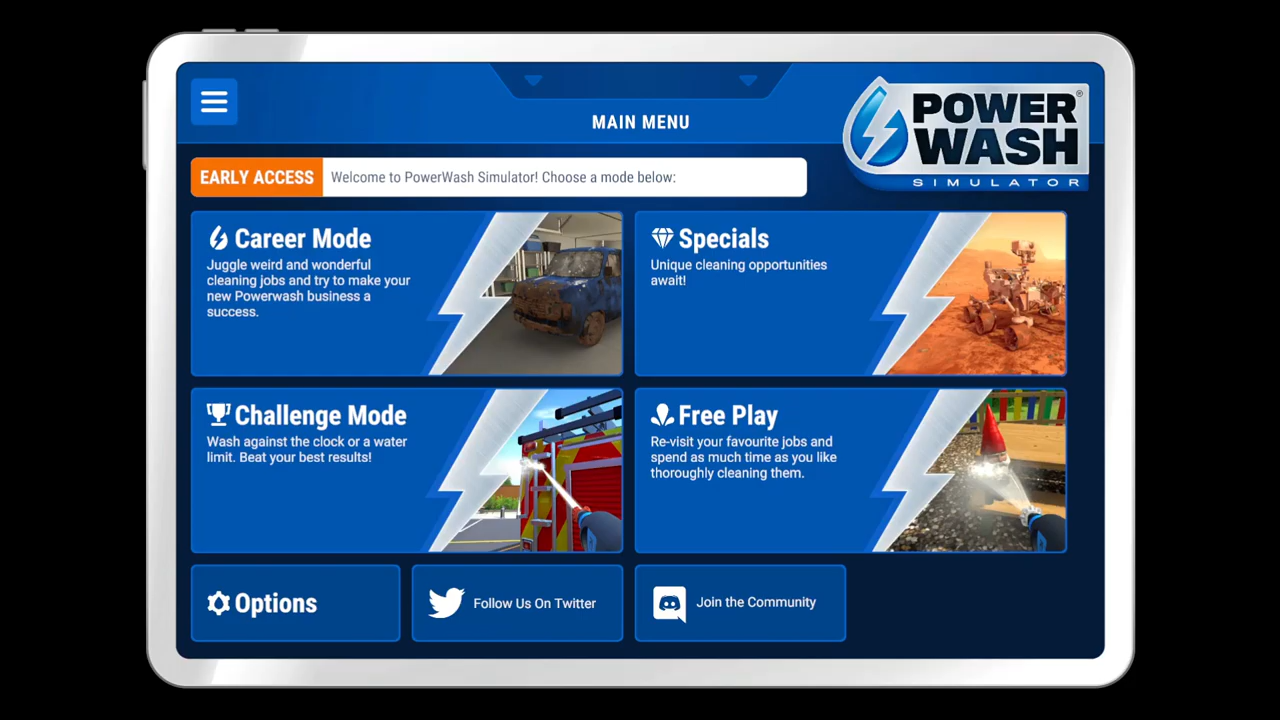 MAIN MENU
POWER
WASH
®
SIMULATOR
EARLY ACCESS
Welcome to PowerWash Simulator! Choose a mode below:
Career Mode
Juggle weird and wonderful
cleaning jobs and try to make your
new Powerwash business a
success.
Specials
Unique cleaning opportunities
await!
Challenge Mode
Wash against the clock or a water
limit. Beat your best results!
Free Play
Re-visit your favourite jobs and
spend as much time as you like
thoroughly cleaning them.
Options
Follow Us On Twitter
Join the Community